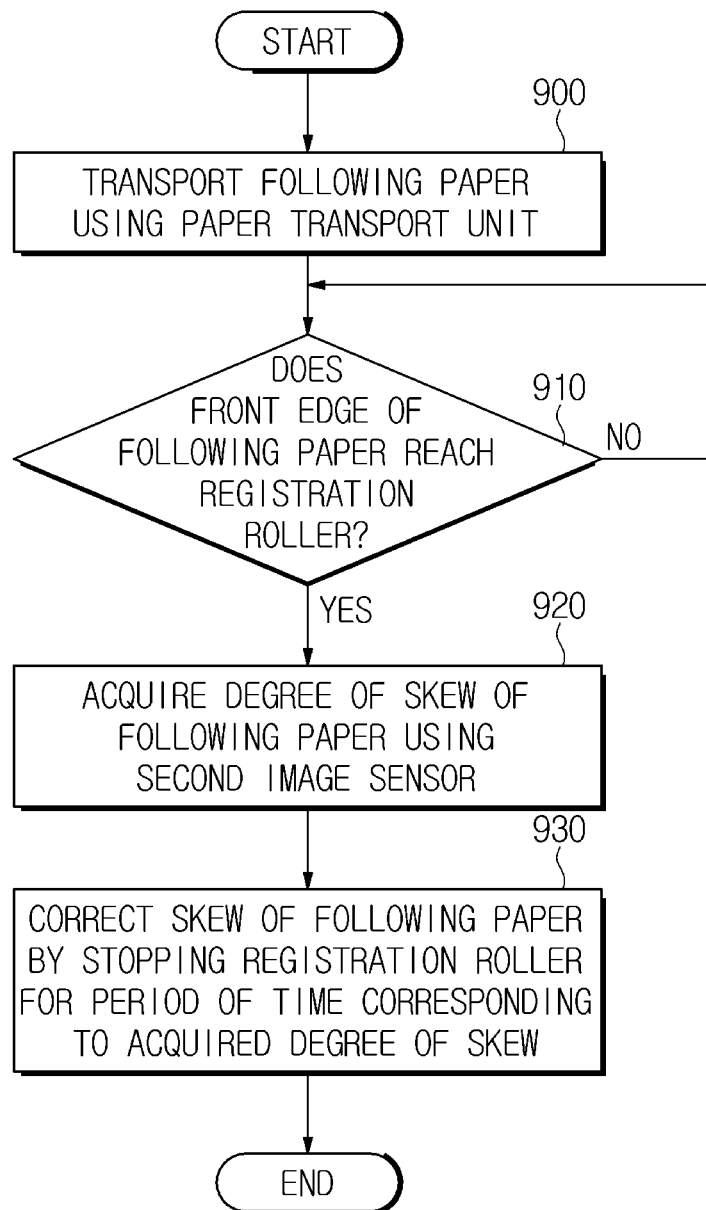 START
900
TRANSPORT FOLLOWING PAPER
USING PAPER TRANSPORT UNIT
DOES
FRONT EDGE OF
FOLLOWING PAPER REACH
REGISTRATION
ROLLER?
910
NO
YES
920
ACQUIRE DEGREE OF SKEW OF
FOLLOWING PAPER USING
SECOND IMAGE SENSOR
930
CORRECT SKEW OF FOLLOWING PAPER
BY STOPPING REGISTRATION ROLLER
FOR PERIOD OF TIME CORRESPONDING
TO ACQUIRED DEGREE OF SKEW
END